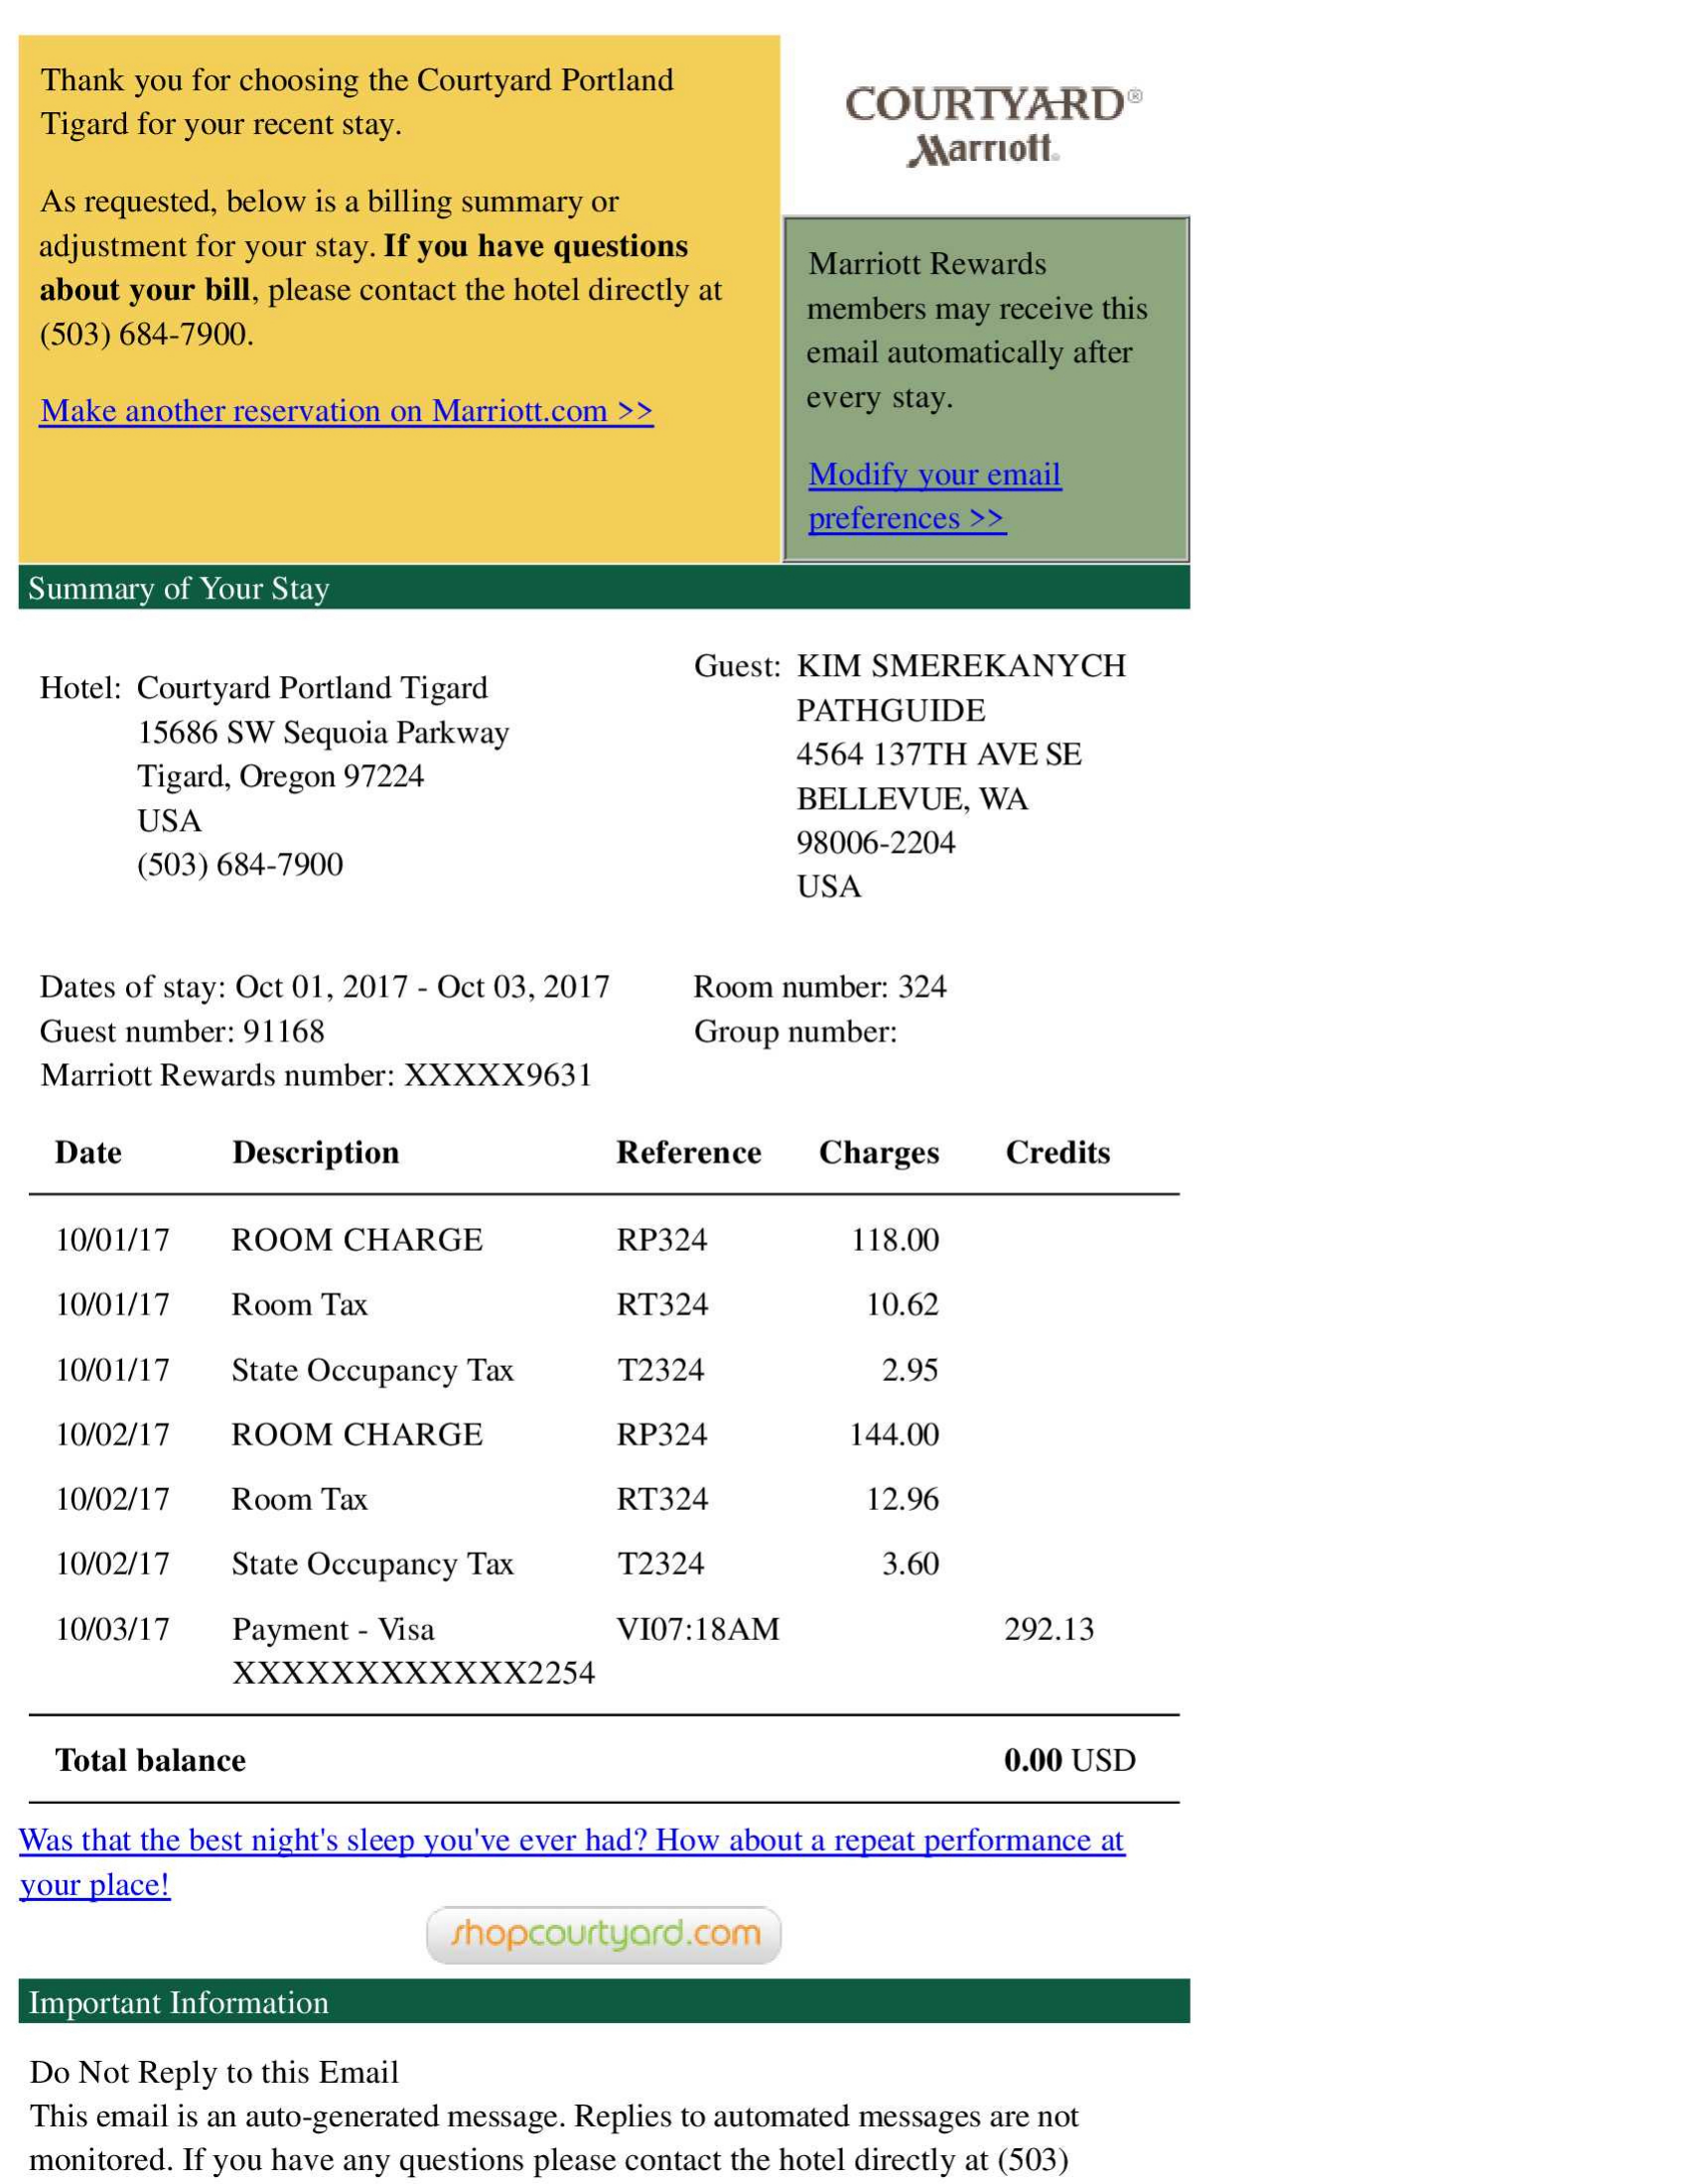 Thank you for choosing the Courtyard Portland
Tigard for your recent stay.
As requested, below is a billing summary or
adjustment for your stay. If you have questions
about your bill, please contact the hotel directly at
(503) 684-7900.
Make another reservation on Marriott.com >>
COURTYARD®
Marriott.
Marriott Rewards
members may receive this
email automatically after
every stay.
Modify your email
preferences >>
Summary of Your Stay
Hotel: Courtyard Portland Tigard
15686 SW Sequoia Parkway
Tigard, Oregon 97224
USA
(503) 684-7900
Guest: KIM SMEREKANYCH
PATHGUIDE
4564 137TH AVE SE
BELLEVUE, WA
98006-2204
USA
Dates of stay: Oct 01, 2017 - Oct 03, 2017 Room number: 324
Guest number: 91168 Group number:
Marriott Rewards number: XXXXX9631
Date Description Reference Charges Credits
10/01/17 ROOM CHARGE RP324 118.00
10/01/17 Room Tax RT324 10.62
10/01/17 State Occupancy Tax T2324 2.95
10/02/17 ROOM CHARGE RP324 144.00
10/02/17 Room Tax RT324 12.96
10/02/17 State Occupancy Tax T2324 3.60
10/03/17 Payment - Visa VI07:18AM 292.13
XXXXXXXXXXXX2254
Total balance 0.00 USD
Was that the best night's sleep you've ever had? How about a repeat performance at
your place!
shopcourtyard.com
Important Information
Do Not Reply to this Email
This email is an auto-generated message. Replies to automated messages are not
monitored. If you have any questions please contact the hotel directly at (503)